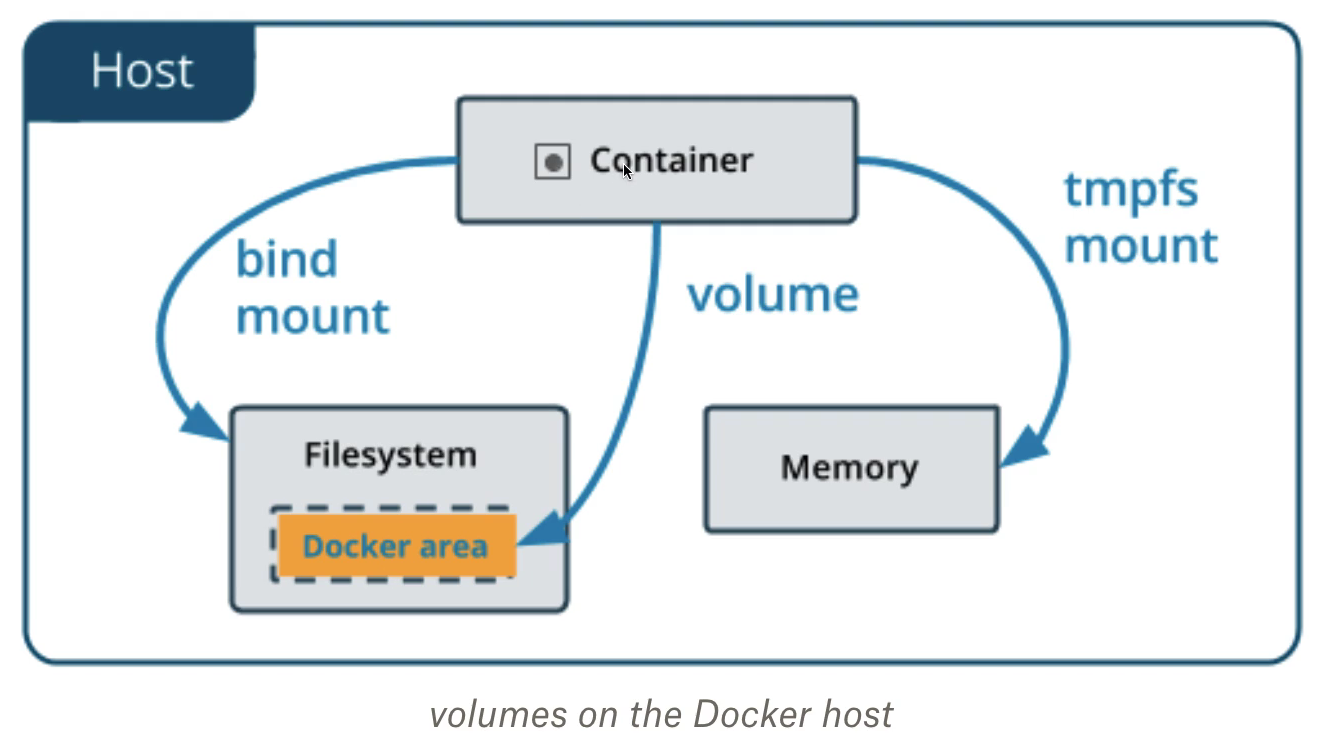 Host
Container
bind
mount
volume
tmpfs
mount
Filesystem
Docker area
Memory
volumes on the Docker host